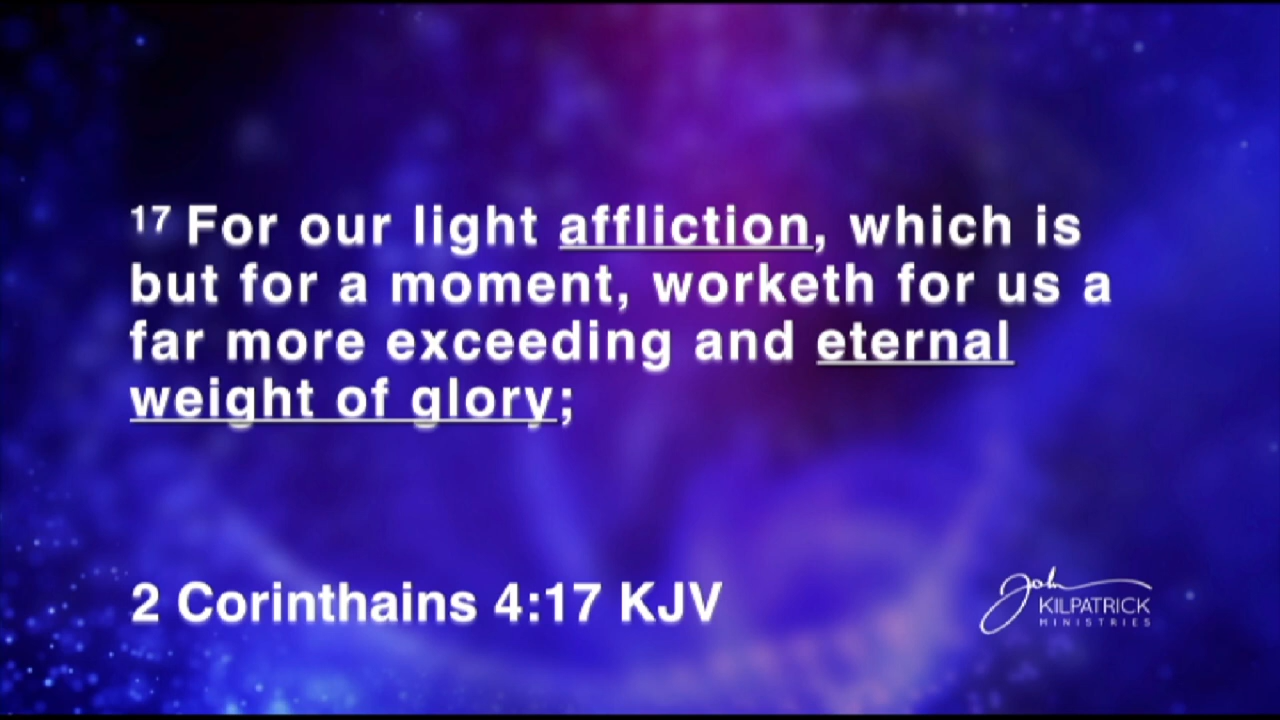 17 For our light affliction, which is
but for a moment, worketh for us a
far more exceeding and eternal
weight of glory;
2 Corinthains 4:17 KJV
John
KILPATRICK
MINISTRIES